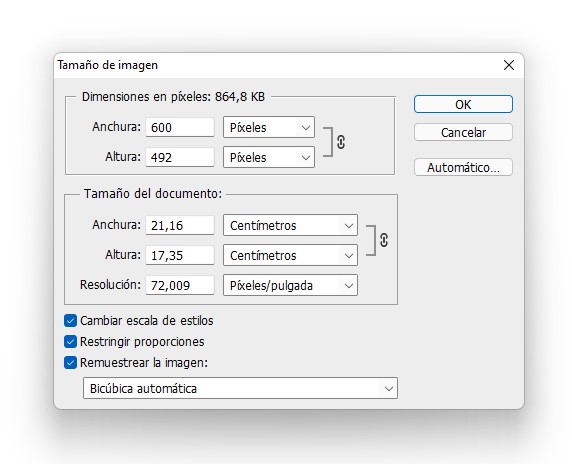 Tamaño de imagen
Dimensiones en píxeles: 864,8 KB
Anchura: 600 Píxeles
Altura: 492 Píxeles
OK
Cancelar
Automático...
Tamaño del documento:
Anchura: 21,16 Centímetros
Altura: 17,35 Centímetros
Resolución: 72,009 Píxeles/pulgada
Cambiar escala de estilos
Restringir proporciones
Remuestrear la imagen:
Bicúbica automática